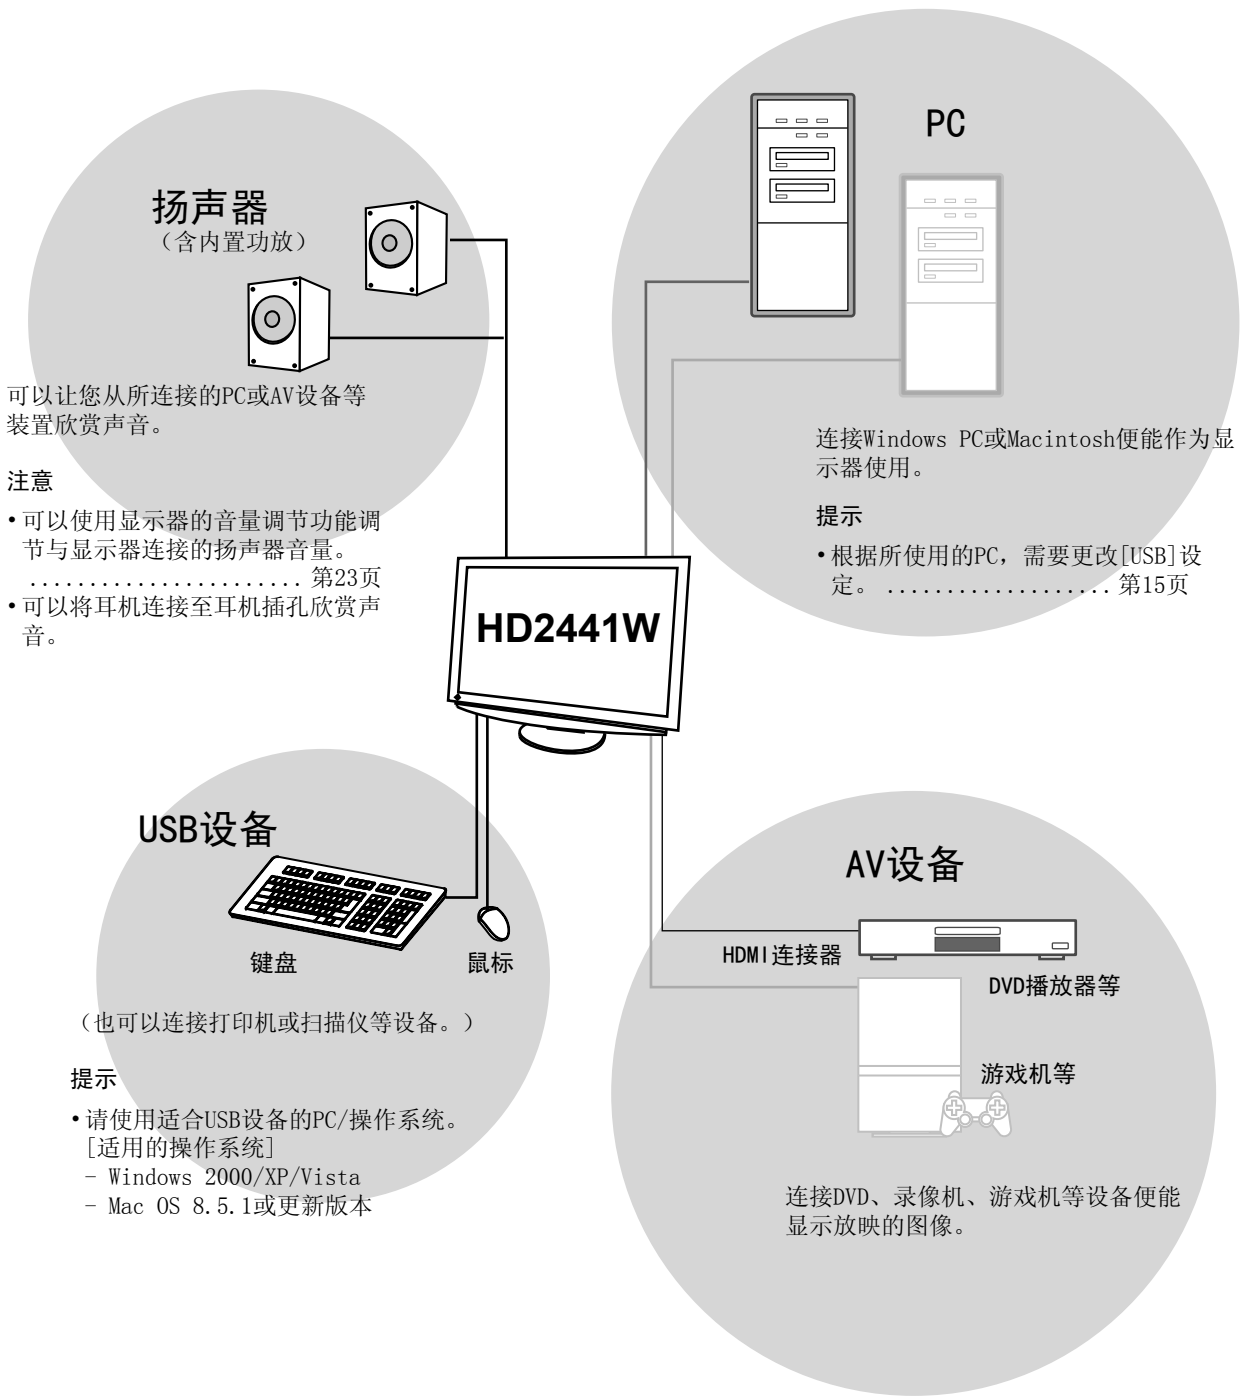 扬声器
（含内置功放）
可以让您从所连接的PC或AV设备等
装置欣赏声音。
注意
•可以使用显示器的音量调节功能调
节与显示器连接的扬声器音量。
....................... 第23页
•可以将耳机连接至耳机插孔欣赏声
音。
PC
连接Windows PC或Macintosh便能作为显
示器使用。
提示
•根据所使用的PC，需要更改[USB]设
定。 ................... 第15页
HD2441W
USB设备
键盘
鼠标
（也可以连接打印机或扫描仪等设备。）
提示
•请使用适合USB设备的PC/操作系统。
[适用的操作系统]
- Windows 2000/XP/Vista
- Mac OS 8.5.1或更新版本
AV设备
HDMI连接器
DVD播放器等
游戏机等
连接DVD、录像机、游戏机等设备便能
显示放映的图像。